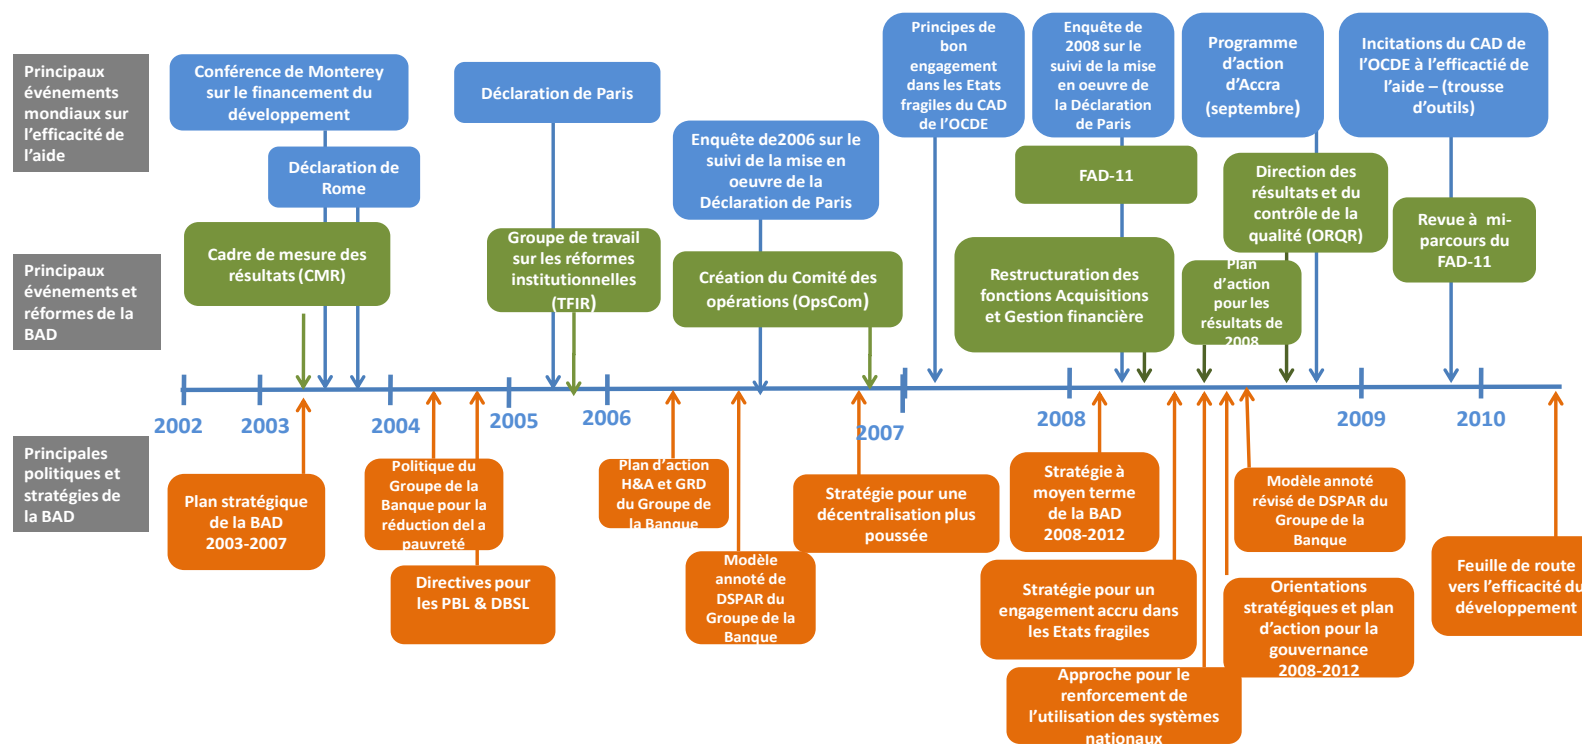 Principaux
événements
mondiaux sur
l'efficacité de
l'aide
Conférence de Monterey
sur le financement du
développement
Déclaration de
Rome
Déclaration de Paris
Enquête de2006 sur le
suivi de la mise en
oeuvre de la
Déclaration de Paris
Principes de
bon
engagement
dans les Etats
fragiles du CAD
de l'OCDE
Enquête de
2008 sur le
suivi de la mise
en oeuvre de
la Déclaration
de Paris
Programme
d'action
d'Accra
(septembre)
Incitations du CAD de
l'OCDE à l'efficactié de
l'aide – (trousse
d'outils)
Principaux
événements et
réformes de la
BAD
Cadre de mesure des
résultats (CMR)
Groupe de travail
sur les réformes
institutionnelles
(TFIR)
Création du Comité des
opérations (OpsCom)
FAD-11
Restructuration des
fonctions Acquisitions
et Gestion financière
Direction des
résultats et du
contrôle de la
qualité (ORQR)
Plan
d'action
pour les
résultats de
2008
Revue à mi-
parcours du
FAD-11
2002
2003
2004
2005
2006
2007
2008
2009
2010
Principales
politiques et
stratégies de
la BAD
Plan stratégique
de la BAD
2003-2007
Politique du
Groupe de la
Banque pour la
réduction del a
pauvreté
Directives pour
les PBL & DBSL
Plan d'action
H&A et GRD
du Groupe de
la Banque
Modèle
annoté de
DSPAR du
Groupe de la
Banque
Stratégie pour une
décentralisation plus
poussée
Stratégie à
moyen terme
de la BAD
2008-2012
Stratégie pour un
engagement accru dans
les Etats fragiles
Approche pour le
renforcement de
l'utilisation des systèmes
nationaux
Modèle annoté
révisé de DSPAR du
Groupe de la
Banque
Orientations
stratégiques et plan
d'action pour la
gouvernance
2008-2012
Feuille de route
vers l'efficacité du
développement